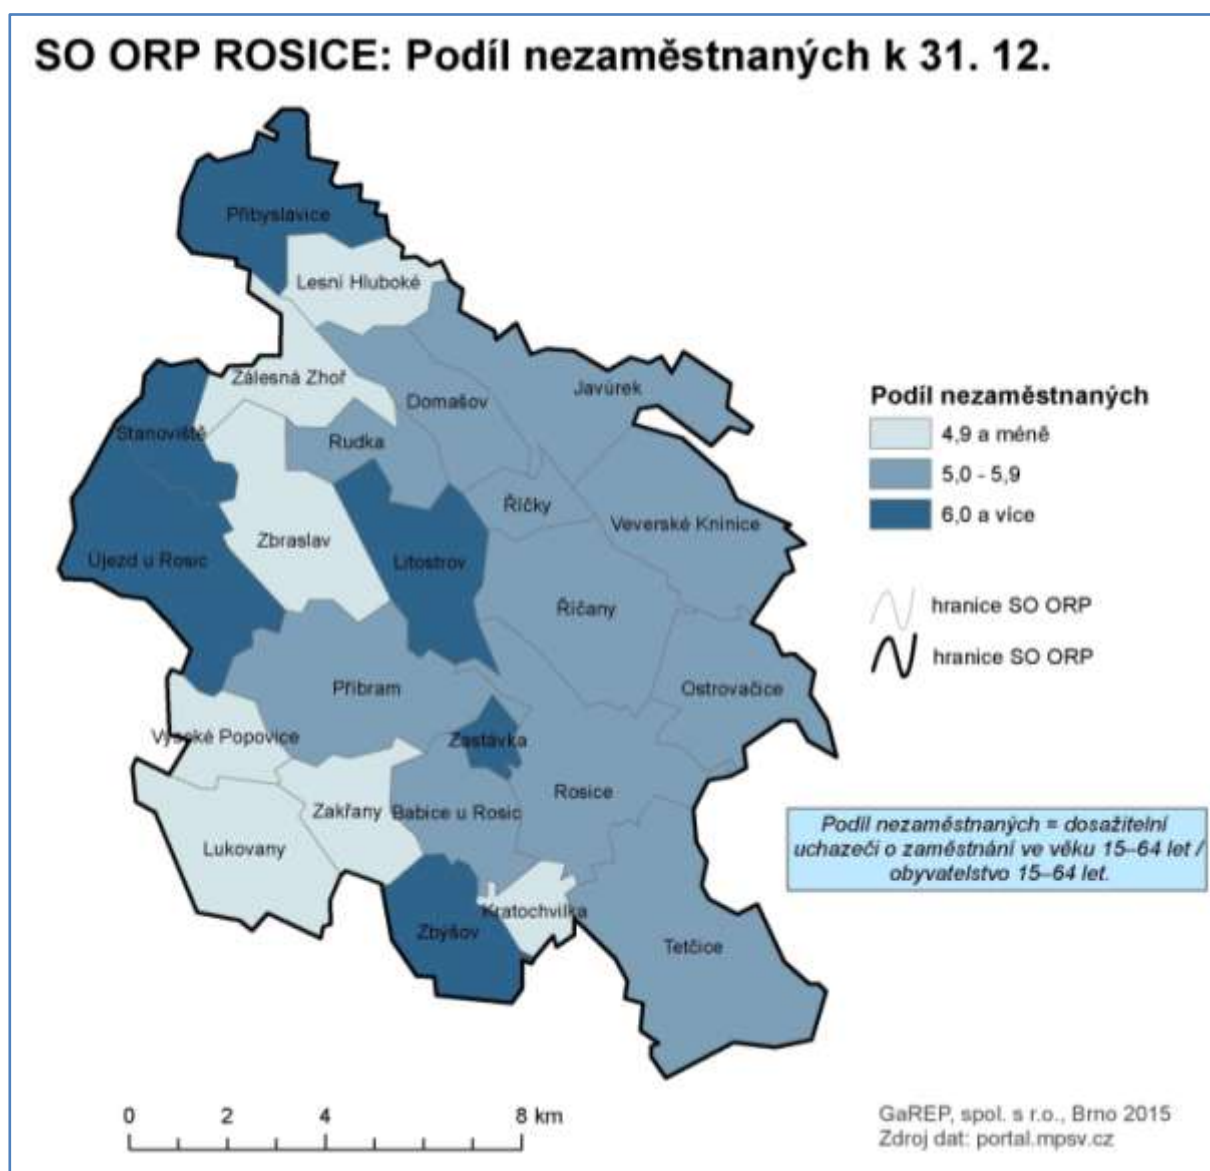 SO ORP ROSICE: Podíl nezaměstnaných k 31. 12.
Přibyslavice
Lesní Hluboké
Zálesná Zhoř
Javůrek
Domašov
Stanoviště
Rudka
Říčky
Veverské Knínice
Zbraslav
Újezd u Rosic
Litostrov
Říčany
Příbram
Ostrovačice
Vysoké Popovice
Zastávka
Rosice
Zakřany
Babice u Rosic
Lukovany
Kratochvilka
Zbýšov
Tetčice
Podíl nezaměstnaných
4,9 a méně
5,0 - 5,9
6,0 a více
hranice SO ORP
hranice SO ORP
Podíl nezaměstnaných = dosažitelní
uchazeči o zaměstnání ve věku 15–64 let /
obyvatelstvo 15–64 let.
0 2 4 8 km
GaREP, spol. s r.o., Brno 2015
Zdroj dat: portal.mpsv.cz